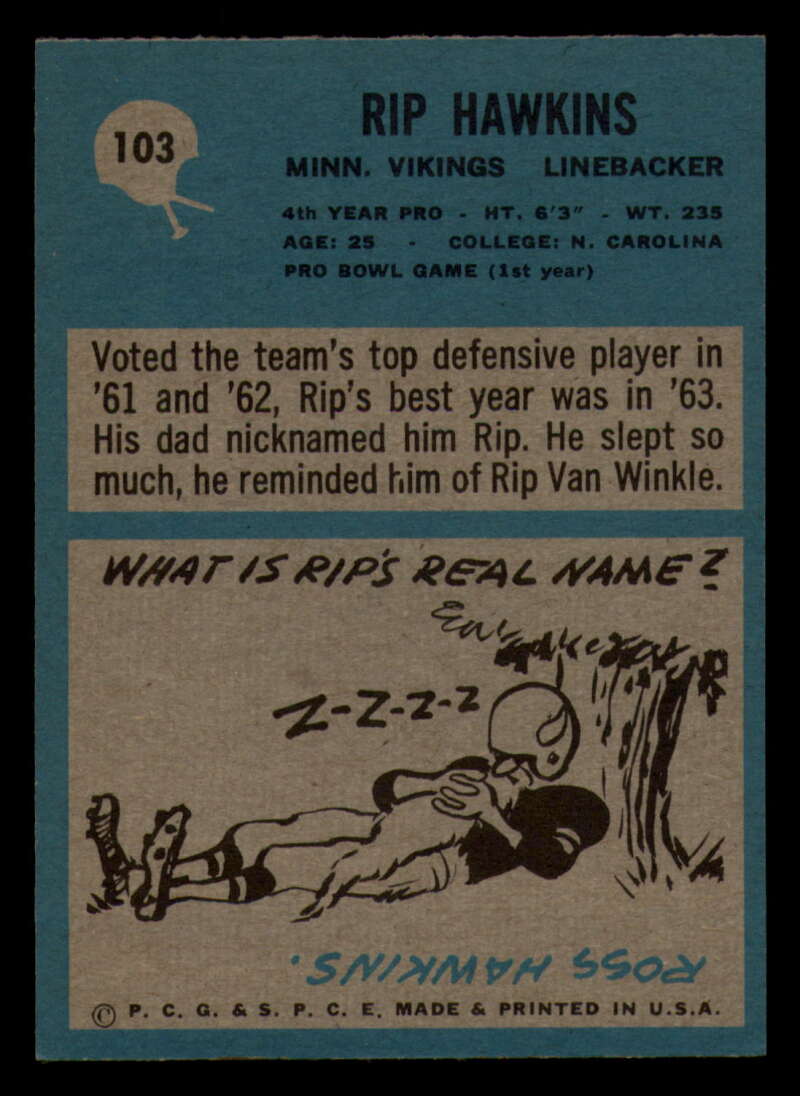 103
RIP HAWKINS
MINN. VIKINGS LINEBACKER
4th YEAR PRO - HT. 6'3" - WT. 235
AGE: 25 - COLLEGE: N. CAROLINA
PRO BOWL GAME (1st year)
Voted the team's top defensive player in
'61 and '62, Rip's best year was in '63.
His dad nicknamed him Rip. He slept so
much, he reminded him of Rip Van Winkle.
WHAT IS RIP'S REAL NAME?
Z-Z-Z-Z
ROSS HAWKINS.
© P. C. G. & S. P. C. E. MADE & PRINTED IN U.S.A.